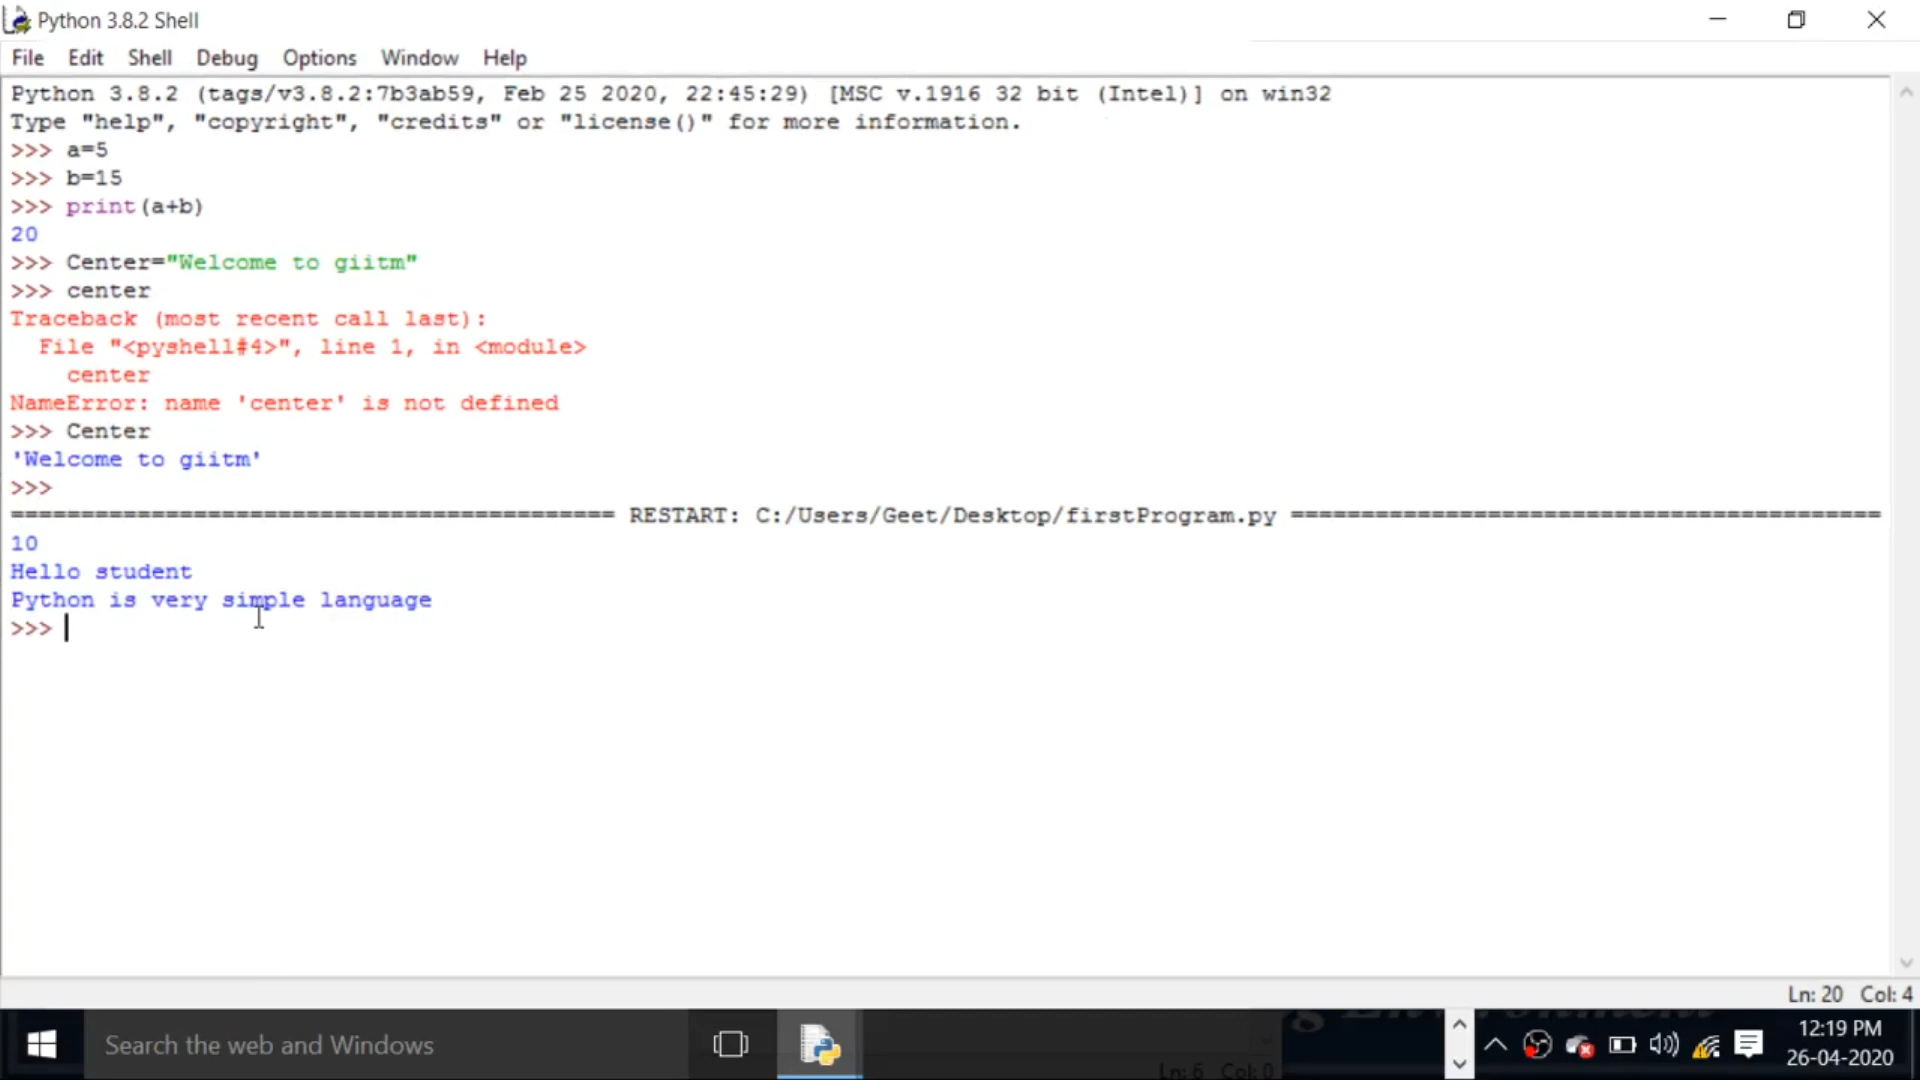 Python 3.8.2 Shell
File Edit Shell Debug Options Window Help
Python 3.8.2 (tags/v3.8.2:7b3ab59, Feb 25 2020, 22:45:29) [MSC v.1916 32 bit (Intel)] on win32
Type "help", "copyright", "credits" or "license()" for more information.
>>> a=5
>>> b=15
>>> print(a+b)
20
>>> Center="Welcome to giitm"
>>> center
Traceback (most recent call last):
  File "<pyshell#4>", line 1, in <module>
    center
NameError: name 'center' is not defined
>>> Center
'Welcome to giitm'
>>>
=========================================== RESTART: C:/Users/Geet/Desktop/firstProgram.py ==========================================
10
Hello student
Python is very simple language
>>>
Ln: 20 Col: 4
Search the web and Windows
Ln: 6 Col: 0
12:19 PM
26-04-2020